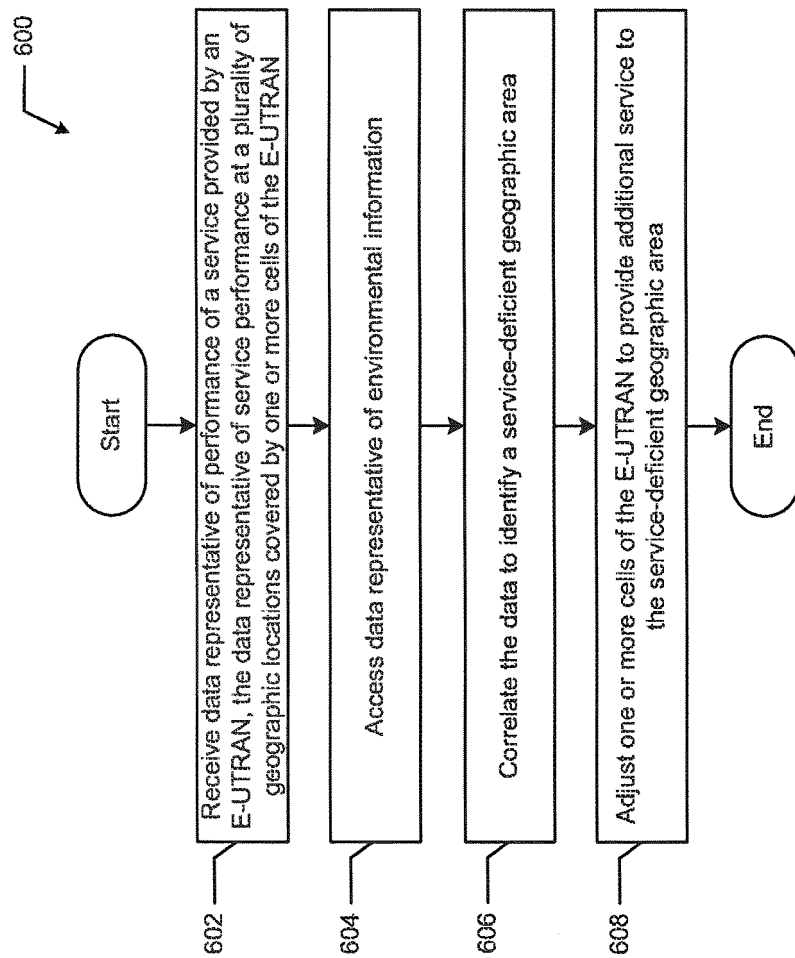 600
Start
602
Receive data representative of performance of a service provided by an
E-UTRAN, the data representative of service performance at a plurality of
geographic locations covered by one or more cells of the E-UTRAN
604
Access data representative of environmental information
606
Correlate the data to identify a service-deficient geographic area
608
Adjust one or more cells of the E-UTRAN to provide additional service to
the service-deficient geographic area
End